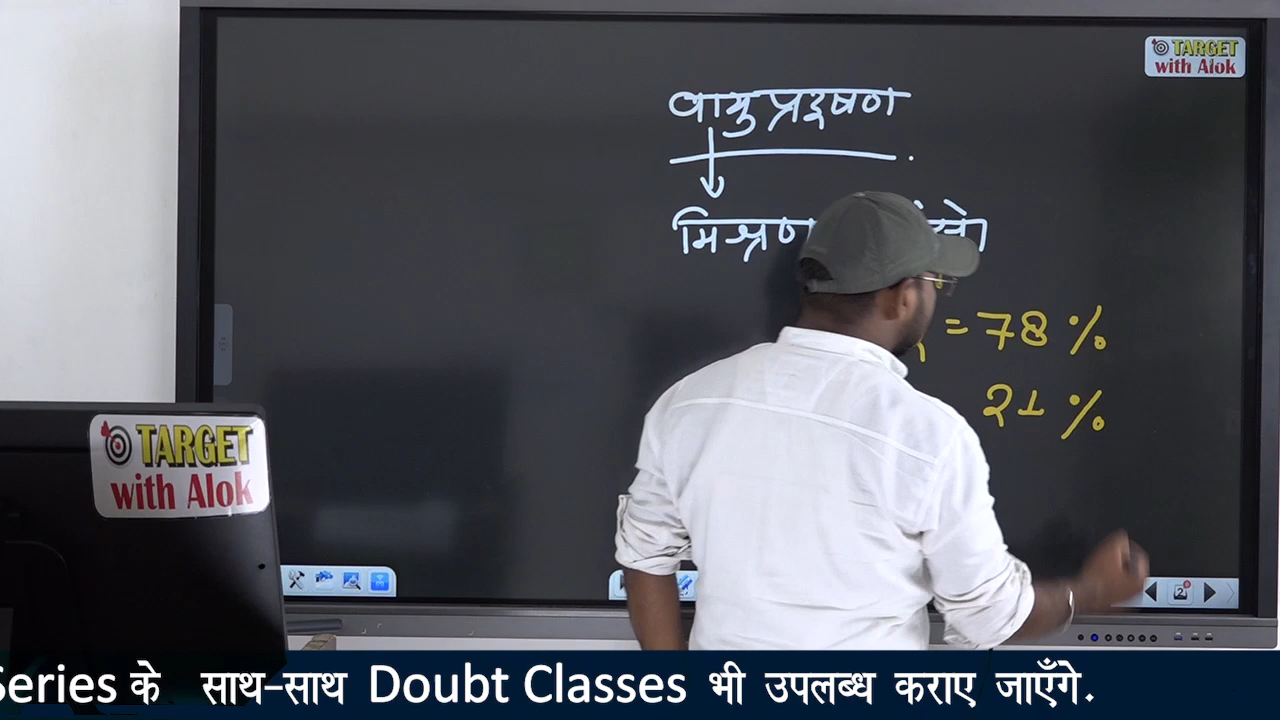 TARGET
with Alok
वायु प्रदूषण
मिश्रण
= 78 %
21 %
TARGET
with Alok
Series के साथ-साथ Doubt Classes भी उपलब्ध कराए जाएँगे.